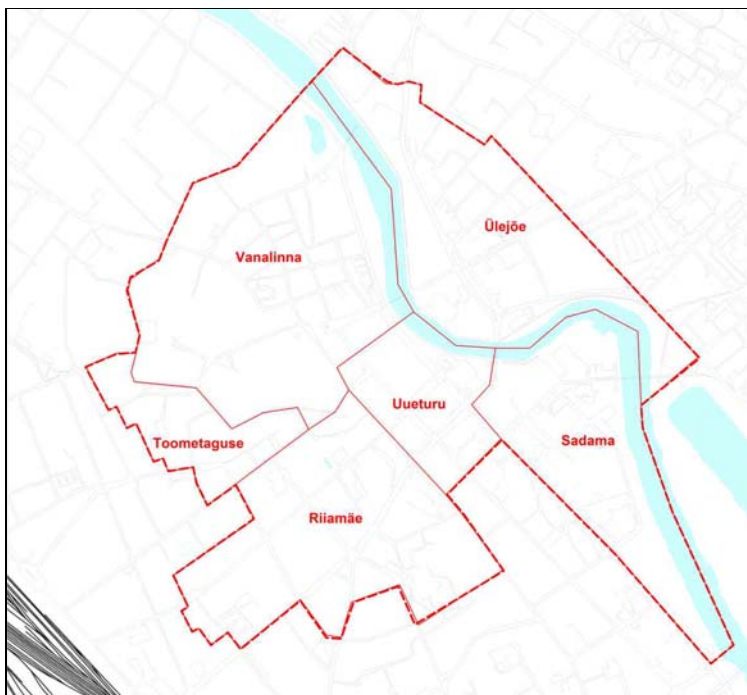 Ülejõe
Vanalinna
Uueturu
Toometaguse
Sadama
Riiamäe